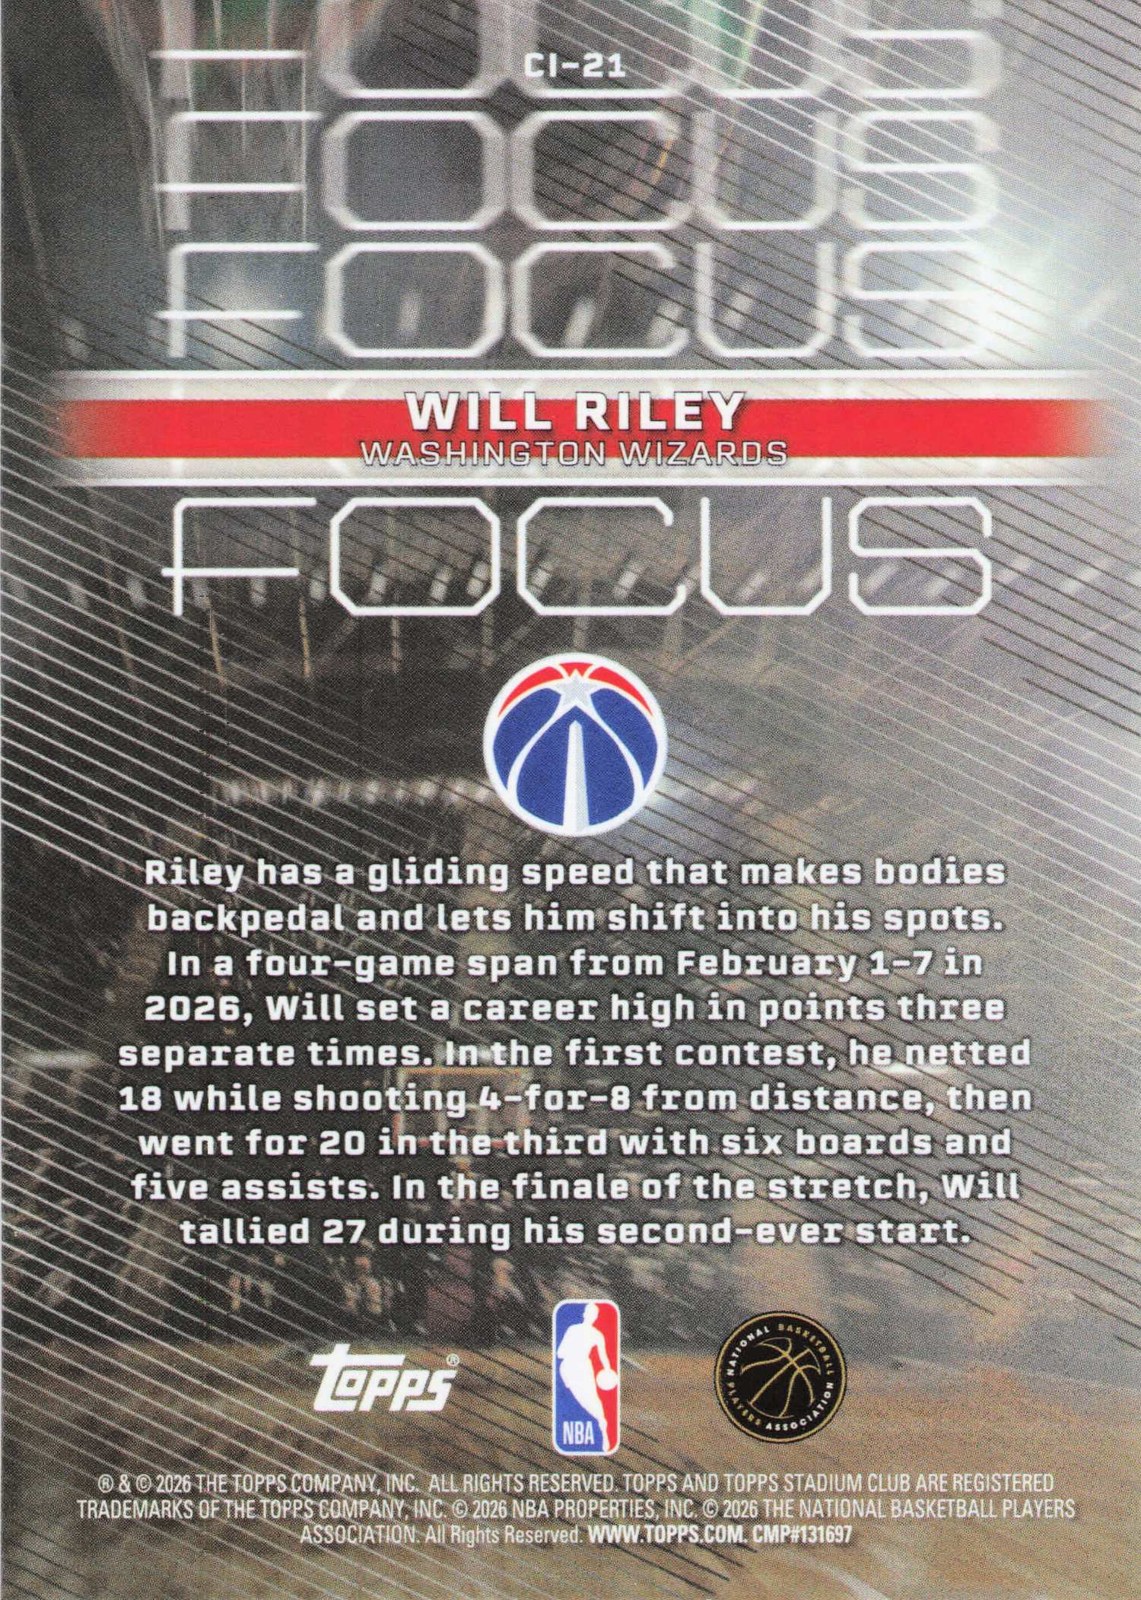 CI-21
FOCUS
FOCUS
FOCUS
WILL RILEY
WASHINGTON WIZARDS
FOCUS
Riley has a gliding speed that makes bodies
backpedal and lets him shift into his spots.
In a four-game span from February 1-7 in
2026, Will set a career high in points three
separate times. In the first contest, he netted
18 while shooting 4-for-8 from distance, then
went for 20 in the third with six boards and
five assists. In the finale of the stretch, Will
tallied 27 during his second-ever start.
Topps®
NBA
NATIONAL BASKETBALL
PLAYERS ASSOCIATION
® & © 2026 THE TOPPS COMPANY, INC. ALL RIGHTS RESERVED. TOPPS AND TOPPS STADIUM CLUB ARE REGISTERED
TRADEMARKS OF THE TOPPS COMPANY, INC. © 2026 NBA PROPERTIES, INC. © 2026 THE NATIONAL BASKETBALL PLAYERS
ASSOCIATION. All Rights Reserved. WWW.TOPPS.COM. CMP#131697